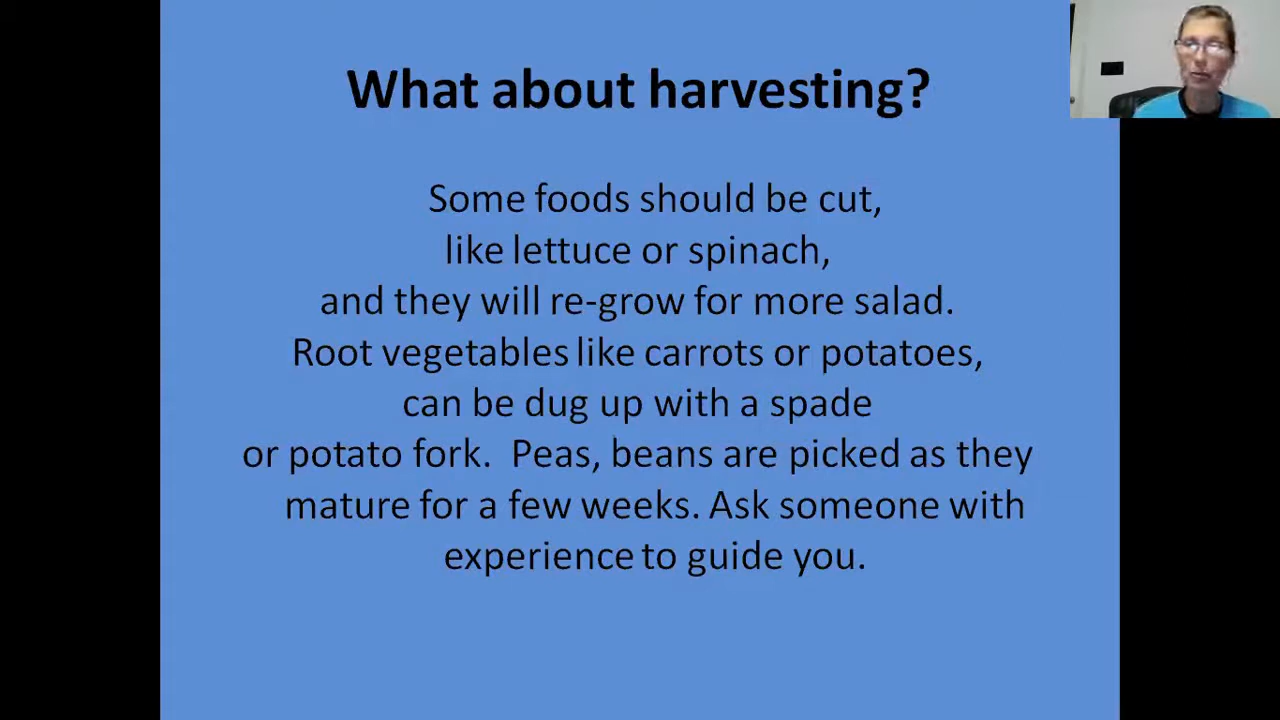 What about harvesting?
Some foods should be cut,
like lettuce or spinach,
and they will re-grow for more salad.
Root vegetables like carrots or potatoes,
can be dug up with a spade
or potato fork.  Peas, beans are picked as they
mature for a few weeks. Ask someone with
experience to guide you.